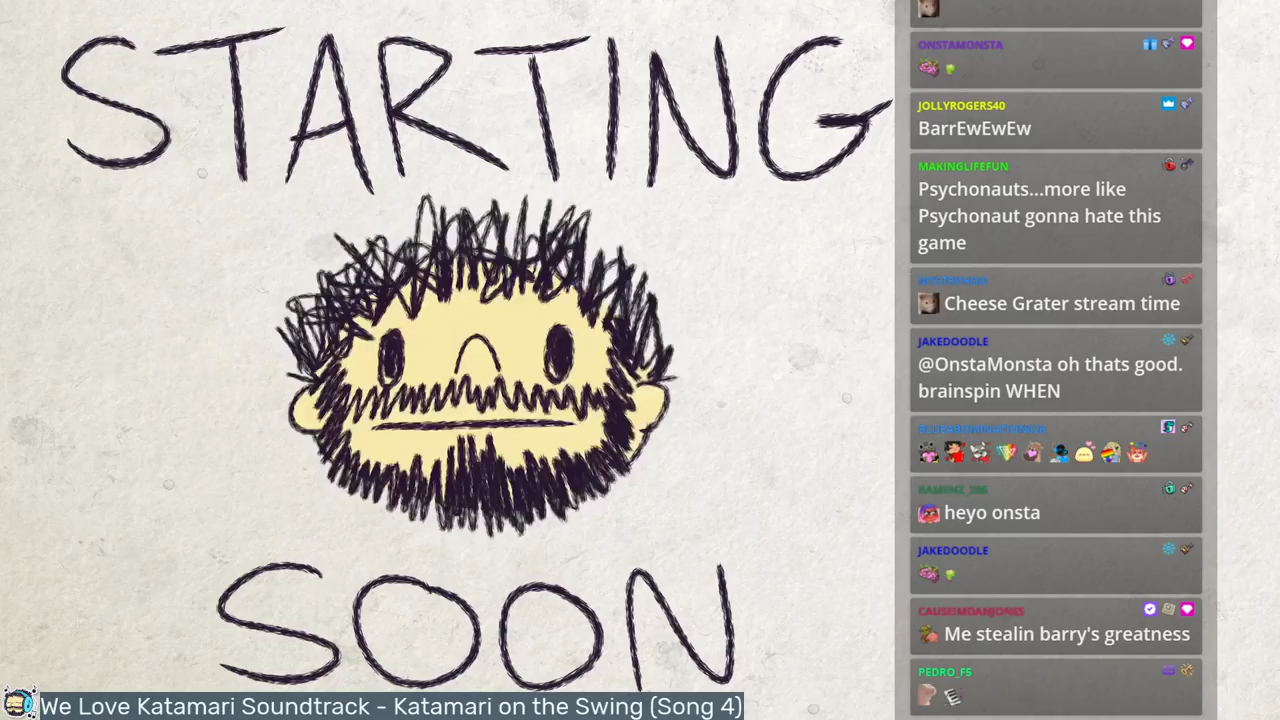 STARTING
SOON
We Love Katamari Soundtrack - Katamari on the Swing (Song 4)
ONSTAMONSTA
JOLLYROGERS40
BarrEwEwEw
MAKINGLIFEFUN
Psychonauts...more like
Psychonaut gonna hate this
game
Cheese Grater stream time
JAKEDOODLE
@OnstaMonsta oh thats good.
brainspin WHEN
heyo onsta
JAKEDOODLE
CAUSEIMDANJONES
Me stealin barry's greatness
PEDRO_F5